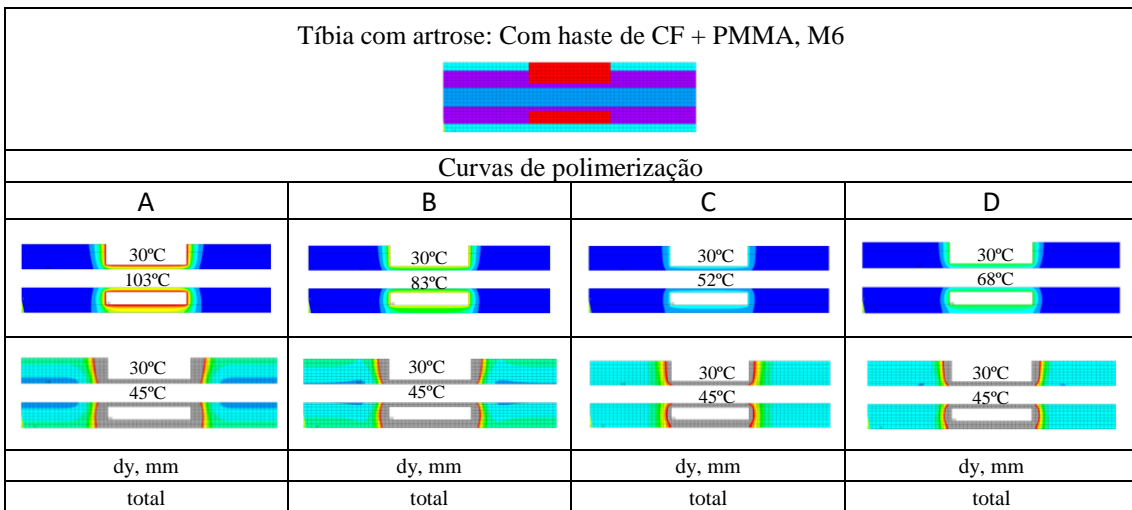 Tíbia com artrose: Com haste de CF + PMMA, M6
Curvas de polimerização
A B C D
30ºC 30ºC 30ºC 30ºC
103ºC 83ºC 52ºC 68ºC
30ºC 30ºC 30ºC 30ºC
45ºC 45ºC 45ºC 45ºC
dy, mm dy, mm dy, mm dy, mm
total total total total